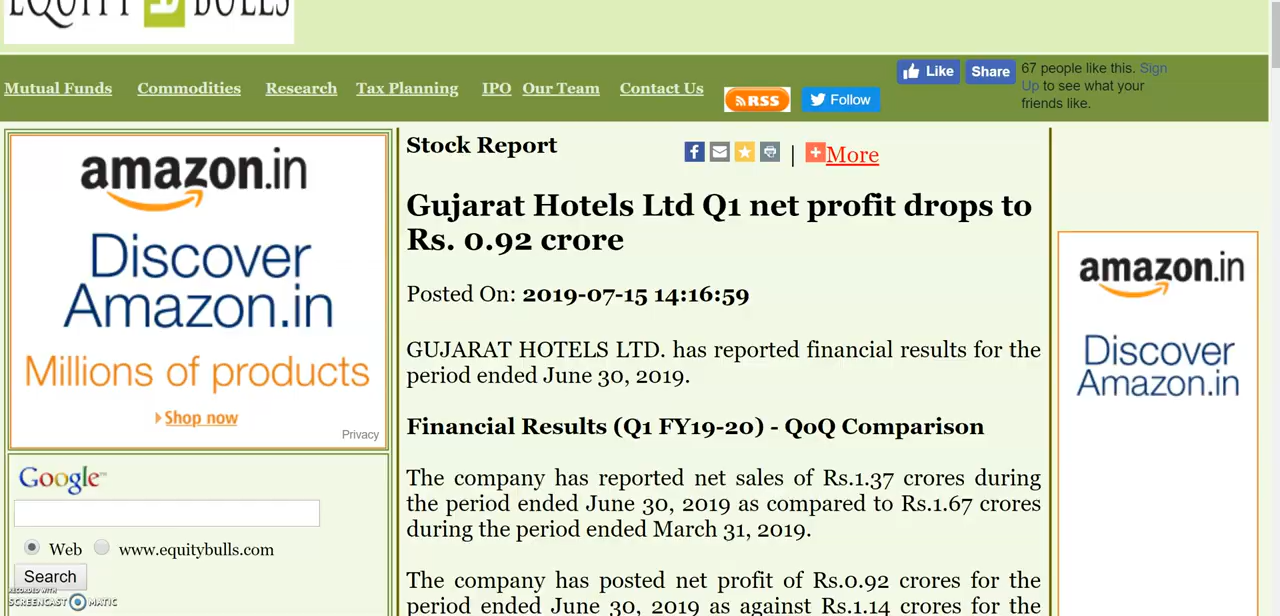 EQUITY BULLS
Mutual Funds Commodities Research Tax Planning IPO Our Team Contact Us RSS Follow
Like Share 67 people like this. Sign
Up to see what your
friends like.
amazon.in
Discover
Amazon.in
Millions of products
Shop now
Privacy
Google
Web www.equitybulls.com
Search
RECORDED WITH
SCREENCAST MATIC
Stock Report | More
Gujarat Hotels Ltd Q1 net profit drops to
Rs. 0.92 crore
Posted On: 2019-07-15 14:16:59
GUJARAT HOTELS LTD. has reported financial results for the
period ended June 30, 2019.
Financial Results (Q1 FY19-20) - QoQ Comparison
The company has reported net sales of Rs.1.37 crores during
the period ended June 30, 2019 as compared to Rs.1.67 crores
during the period ended March 31, 2019.
The company has posted net profit of Rs.0.92 crores for the
period ended June 30, 2019 as against Rs.1.14 crores for the
amazon.in
Discover
Amazon.in